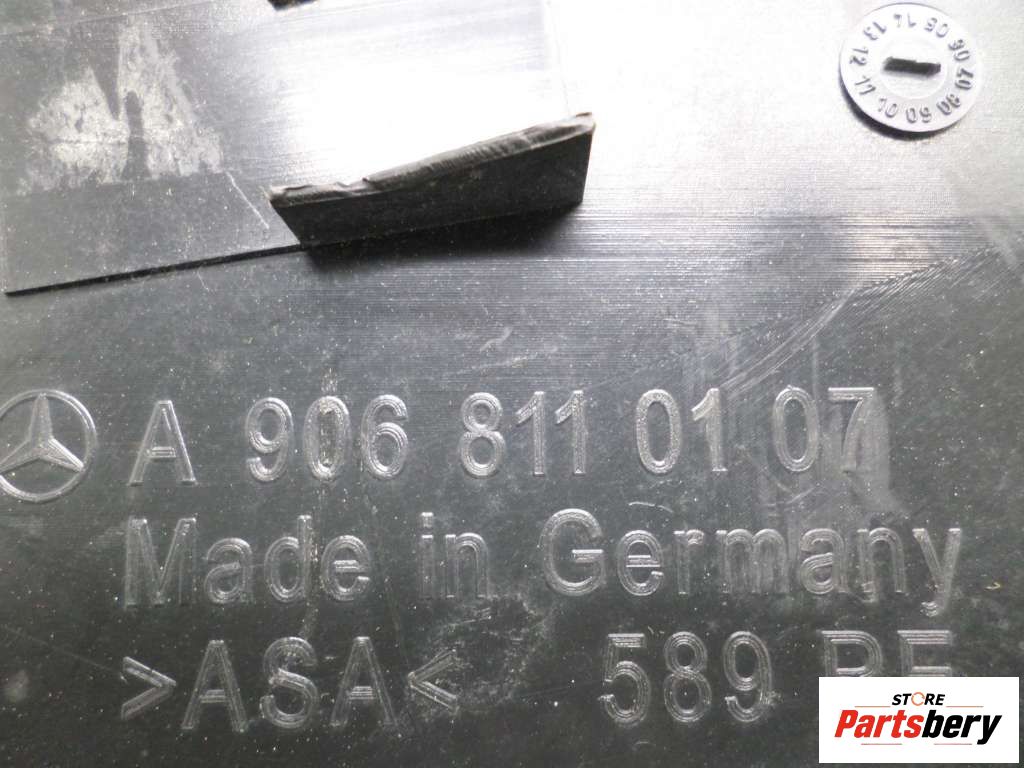 A 906 811 01 07
Made in Germany
>ASA< 589
STORE
Partsbery